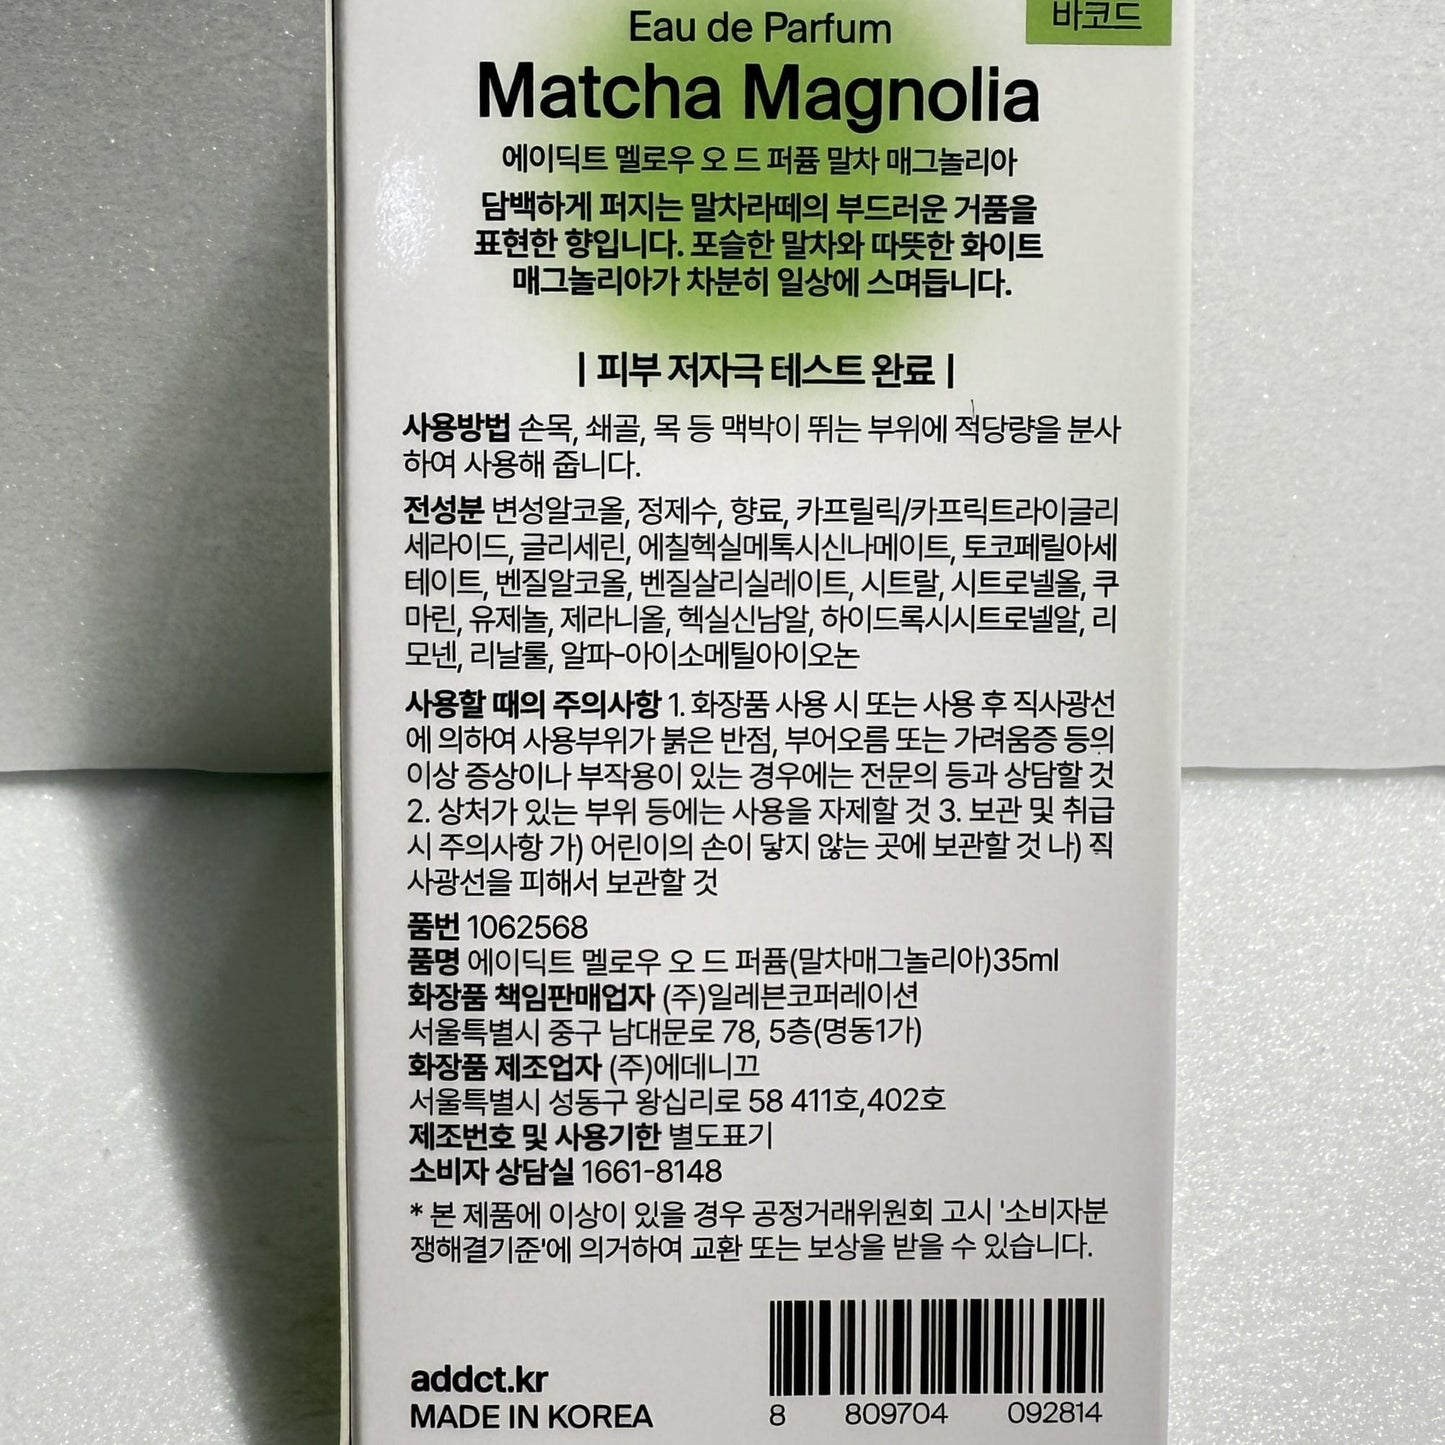 바코드
Eau de Parfum
Matcha Magnolia
에이딕트 멜로우 오 드 퍼퓸 말차 매그놀리아
담백하게 퍼지는 말차라떼의 부드러운 거품을
표현한 향입니다. 포슬한 말차와 따뜻한 화이트
매그놀리아가 차분히 일상에 스며듭니다.
| 피부 저자극 테스트 완료 |
사용방법 손목, 쇄골, 목 등 맥박이 뛰는 부위에 적당량을 분사
하여 사용해 줍니다.
전성분 변성알코올, 정제수, 향료, 카프릴릭/카프릭트라이글리
세라이드, 글리세린, 에칠헥실메톡시신나메이트, 토코페릴아세
테이트, 벤질알코올, 벤질살리실레이트, 시트랄, 시트로넬올, 쿠
마린, 유제놀, 제라니올, 헥실신남알, 하이드록시시트로넬알, 리
모넨, 리날룰, 알파-아이소메틸아이오논
사용할 때의 주의사항 1. 화장품 사용 시 또는 사용 후 직사광선
에 의하여 사용부위가 붉은 반점, 부어오름 또는 가려움증 등의
이상 증상이나 부작용이 있는 경우에는 전문의 등과 상담할 것
2. 상처가 있는 부위 등에는 사용을 자제할 것 3. 보관 및 취급
시 주의사항 가) 어린이의 손이 닿지 않는 곳에 보관할 것 나) 직
사광선을 피해서 보관할 것
품번 1062568
품명 에이딕트 멜로우 오 드 퍼퓸(말차매그놀리아)35ml
화장품 책임판매업자 (주)일레븐코퍼레이션
서울특별시 중구 남대문로 78, 5층(명동1가)
화장품 제조업자 (주)에데니끄
서울특별시 성동구 왕십리로 58 411호,402호
제조번호 및 사용기한 별도표기
소비자 상담실 1661-8148
* 본 제품에 이상이 있을 경우 공정거래위원회 고시 '소비자분
쟁해결기준'에 의거하여 교환 또는 보상을 받을 수 있습니다.
addct.kr
MADE IN KOREA
8 809704 092814